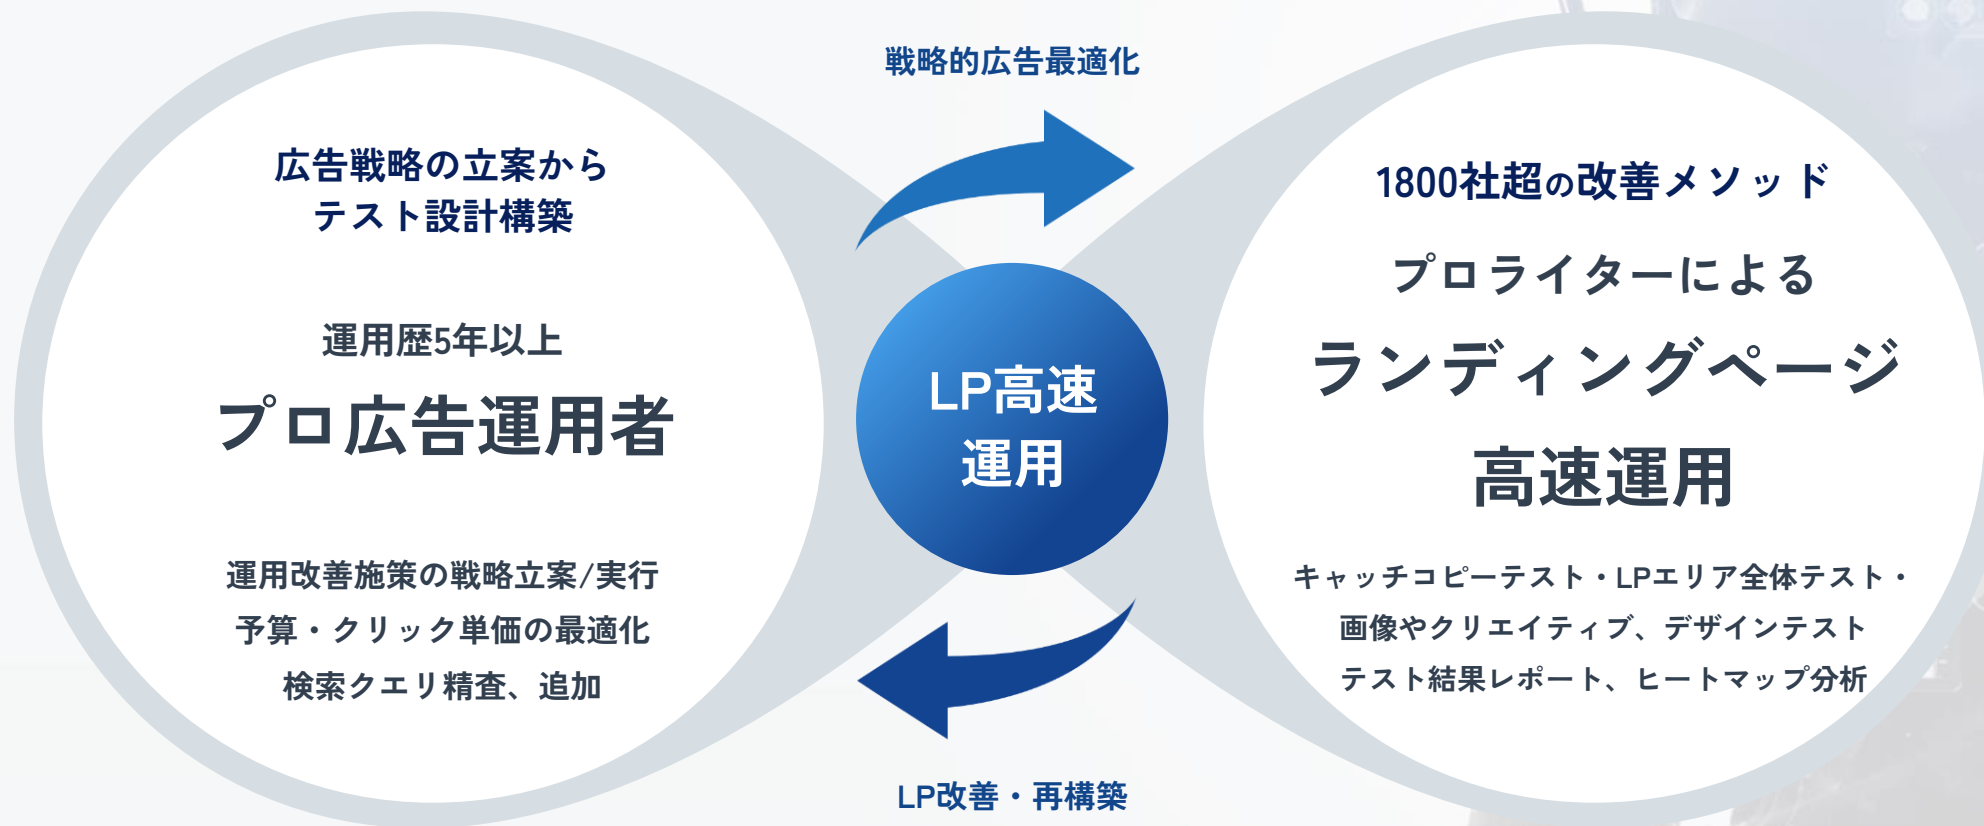 広告戦略の立案から
テスト設計構築
運用歴5年以上
プロ広告運用者
運用改善施策の戦略立案/実行
予算・クリック単価の最適化
検索クエリ精査、追加
戦略的広告最適化
LP高速
運用
LP改善・再構築
1800社超の改善メソッド
プロライターによる
ランディングページ
高速運用
キャッチコピーテスト・LPエリア全体テスト・
画像やクリエイティブ、デザインテスト
テスト結果レポート、ヒートマップ分析